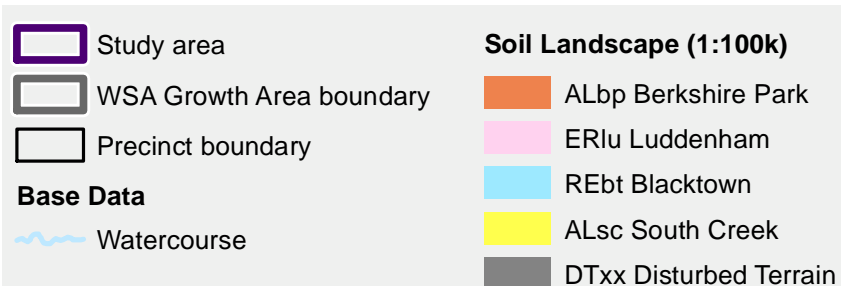 Study area
WSA Growth Area boundary
Precinct boundary
Base Data
Watercourse
Soil Landscape (1:100k)
ALbp Berkshire Park
ERlu Luddenham
REbt Blacktown
ALsc South Creek
DTxx Disturbed Terrain